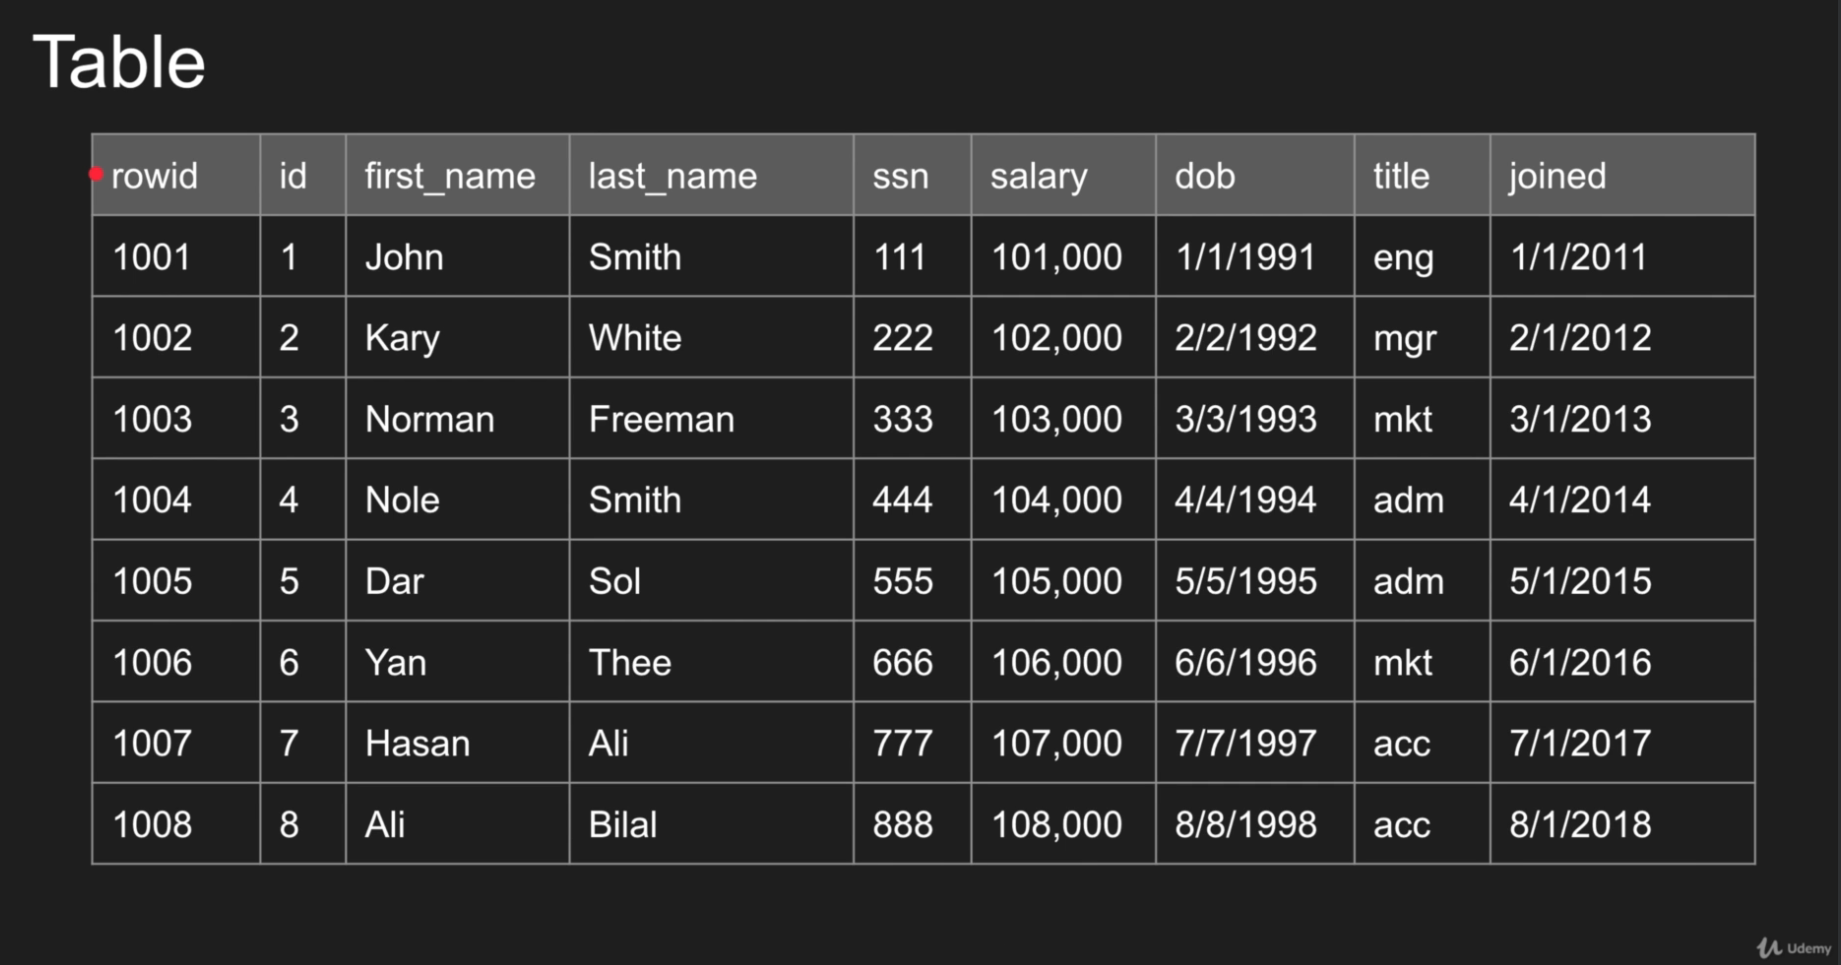 Table
rowid id first_name last_name ssn salary dob title joined
1001 1 John Smith 111 101,000 1/1/1991 eng 1/1/2011
1002 2 Kary White 222 102,000 2/2/1992 mgr 2/1/2012
1003 3 Norman Freeman 333 103,000 3/3/1993 mkt 3/1/2013
1004 4 Nole Smith 444 104,000 4/4/1994 adm 4/1/2014
1005 5 Dar Sol 555 105,000 5/5/1995 adm 5/1/2015
1006 6 Yan Thee 666 106,000 6/6/1996 mkt 6/1/2016
1007 7 Hasan Ali 777 107,000 7/7/1997 acc 7/1/2017
1008 8 Ali Bilal 888 108,000 8/8/1998 acc 8/1/2018
Udemy